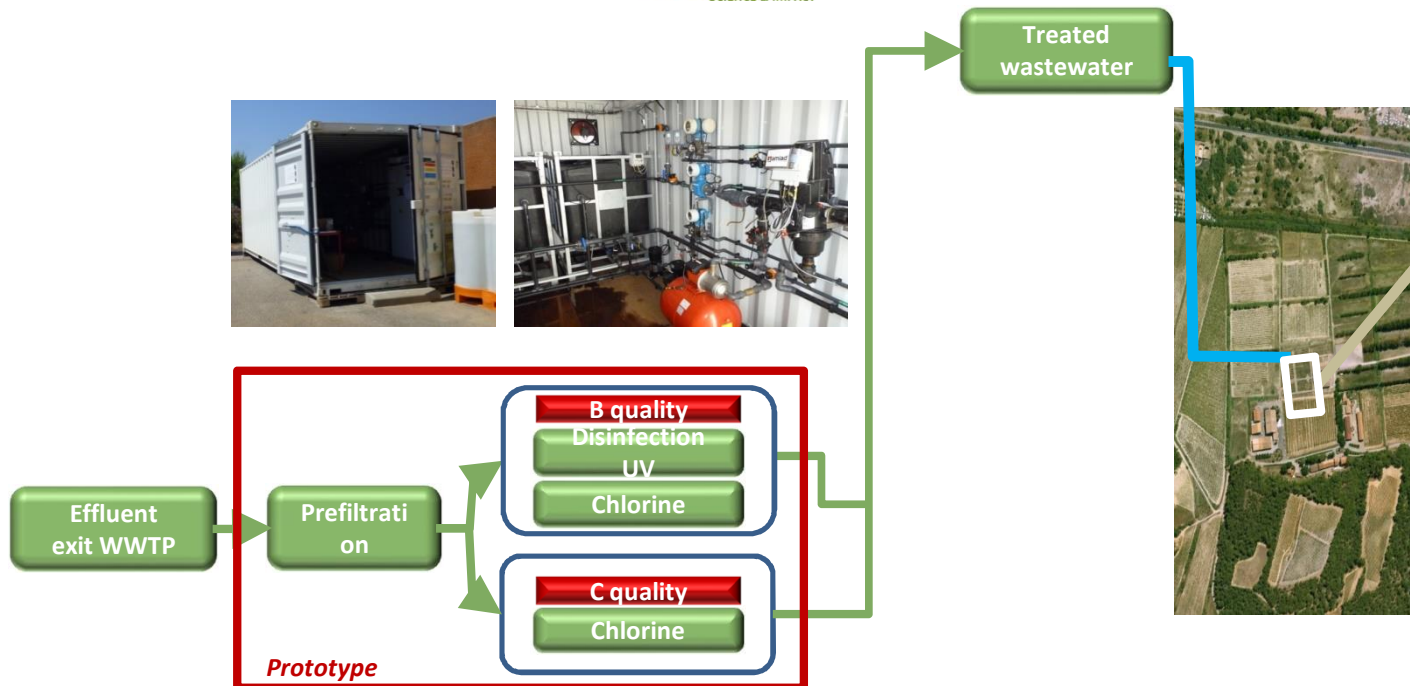 Treated
wastewater
B quality
Disinfection
UV
Chlorine
Effluent
exit WWTP
Prefiltrati
on
C quality
Chlorine
Prototype